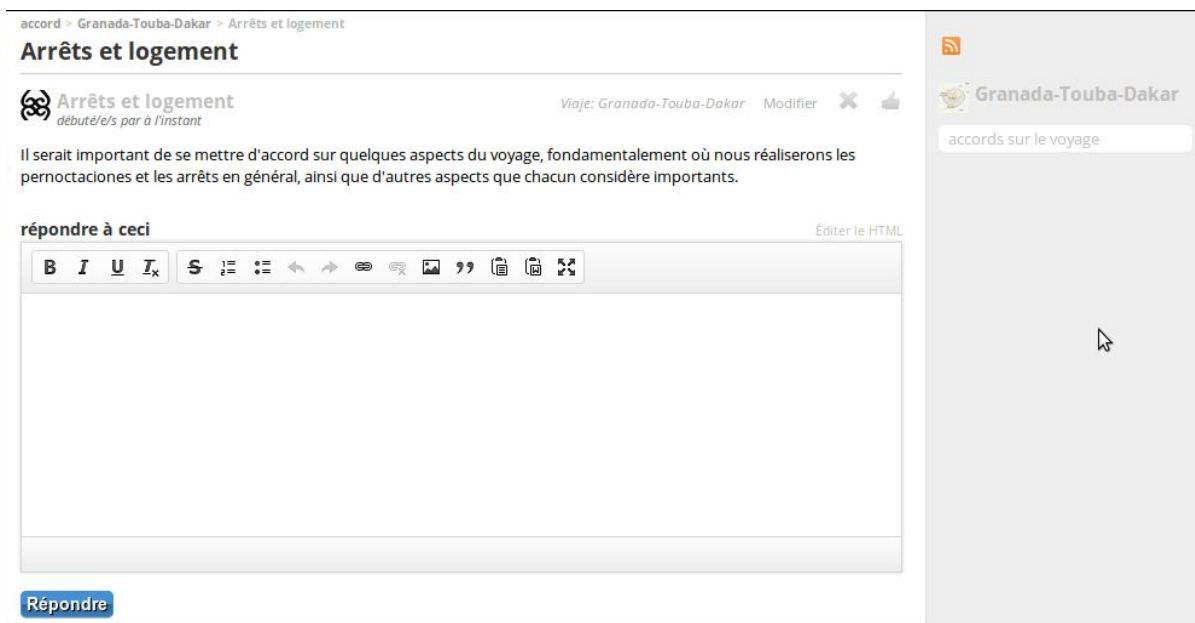 accord > Granada-Touba-Dakar > Arrêts et logement
Arrêts et logement
Arrêts et logement
Viaje: Granada-Touba-Dakar Modifier
débuté/e/s par à l'instant
Il serait important de se mettre d'accord sur quelques aspects du voyage, fondamentalement où nous réaliserons les
pernoctaciones et les arrêts en général, ainsi que d'autres aspects que chacun considère importants.
répondre à ceci
Éditer le HTML
B I U Tx S
Répondre
Granada-Touba-Dakar
accords sur le voyage